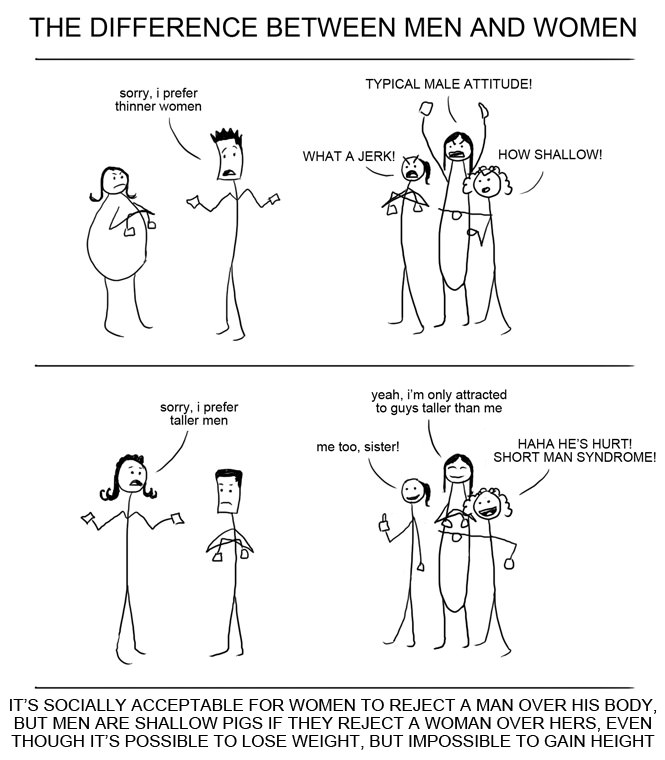 THE DIFFERENCE BETWEEN MEN AND WOMEN
sorry, i prefer
thinner women
TYPICAL MALE ATTITUDE!
WHAT A JERK!
HOW SHALLOW!
sorry, i prefer
taller men
yeah, i'm only attracted
to guys taller than me
me too, sister!
HAHA HE'S HURT!
SHORT MAN SYNDROME!
IT'S SOCIALLY ACCEPTABLE FOR WOMEN TO REJECT A MAN OVER HIS BODY,
BUT MEN ARE SHALLOW PIGS IF THEY REJECT A WOMAN OVER HERS, EVEN
THOUGH IT'S POSSIBLE TO LOSE WEIGHT, BUT IMPOSSIBLE TO GAIN HEIGHT